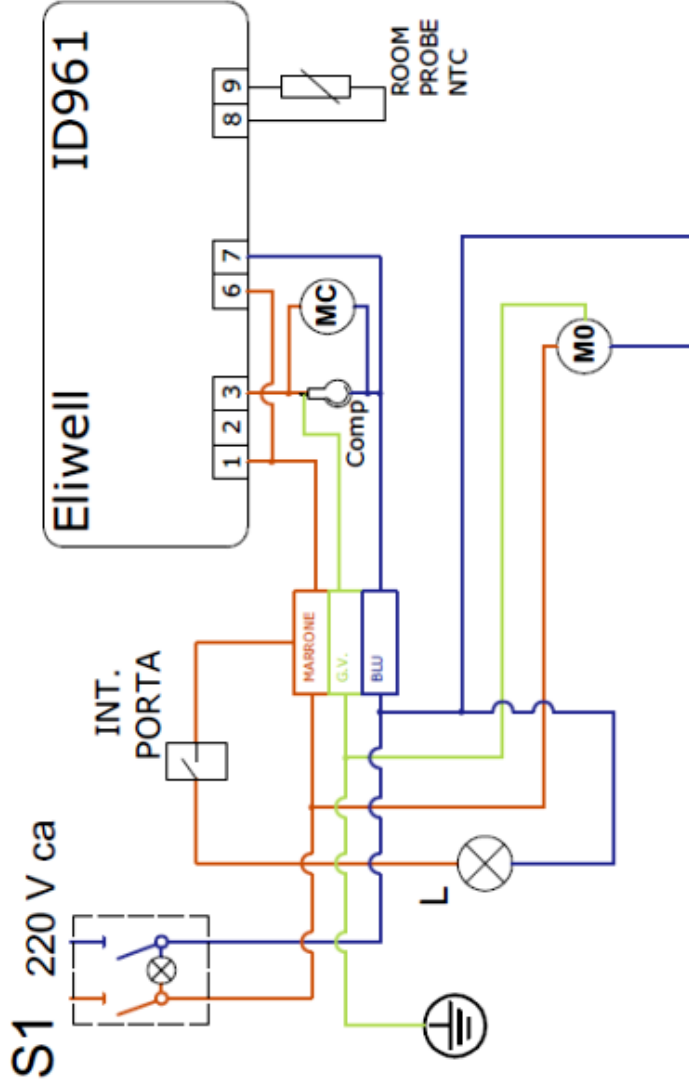 Eliwell ID961
1 2 3 6 7 8 9
ROOM
PROBE
NTC
MC
Comp
INT.
PORTA
MARRONE
G.V.
BLU
M0
S1 220 V ca
L